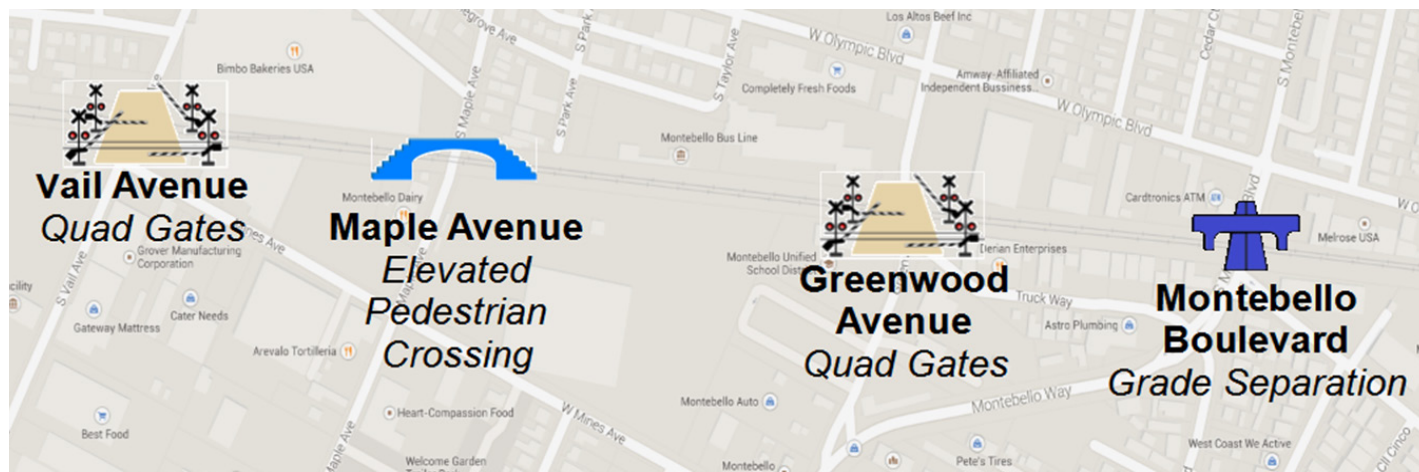 Los Altos Beef Inc
W Olympic Blvd
Bimbo Bakeries USA
S Maple Ave
S Park Ave
S Taylor Ave
Completely Fresh Foods
Amway-Affiliated
Independent Bussiness...
W Olympic Blvd
Montebello Bus Line
Vail Avenue
Quad Gates
Montebello Dairy
Maple Avenue
Elevated
Pedestrian
Crossing
Grover Manufacturing
Corporation
S Vail Ave
Cater Needs
Gateway Mattress
Arevalo Tortilleria
Cardtronics ATM
Melrose USA
Montebello Unified
Greenwood
Avenue
Quad Gates
Truck Way
Astro Plumbing
Montebello
Boulevard
Grade Separation
Montebello Way
Montebello Auto
Heart-Compassion Food
W Mines Ave
Best Food
Maple Ave
Welcome Garden
Montebello
Pete's Tires
West Coast We Active